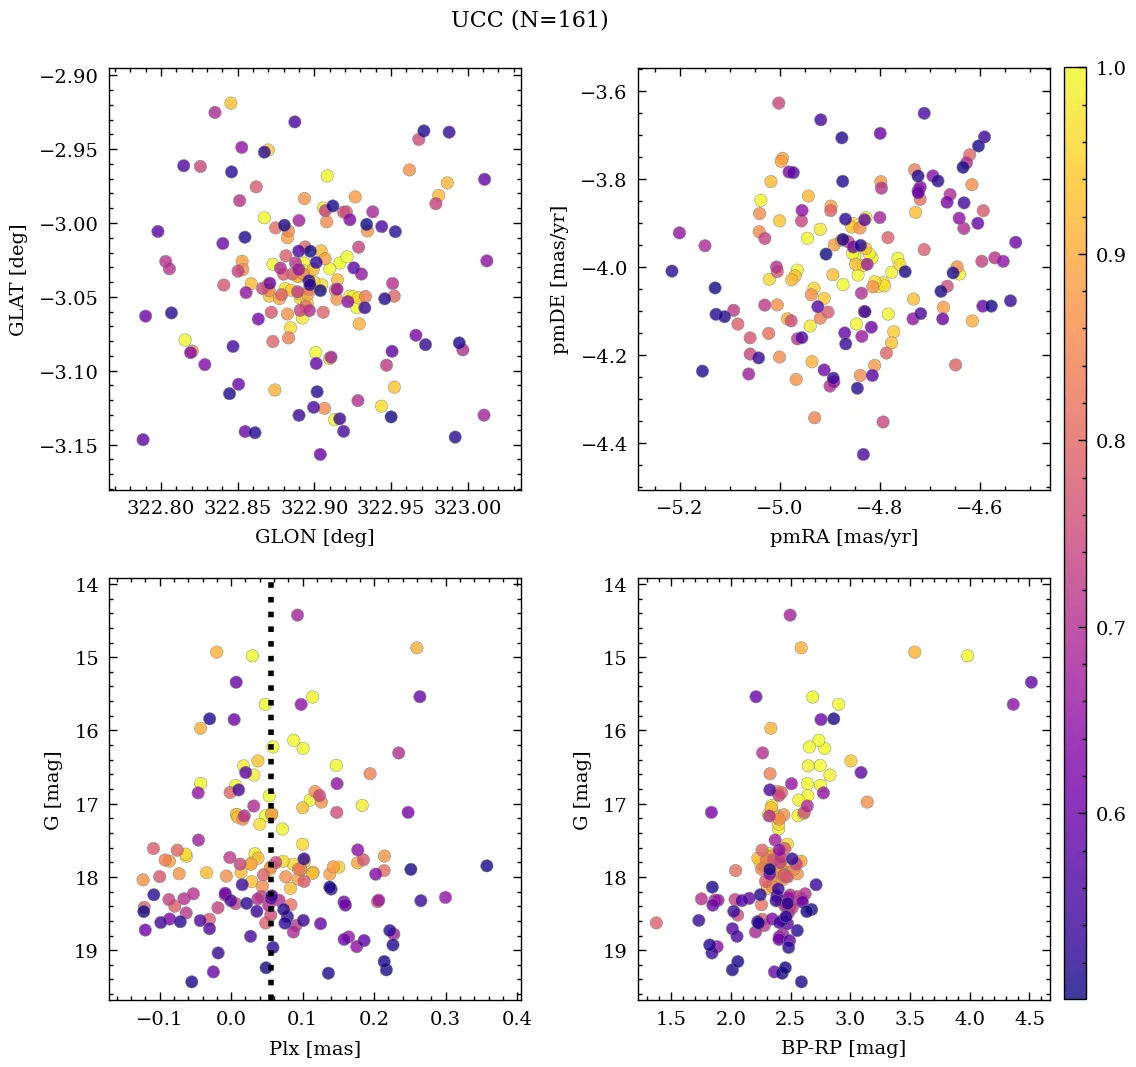 UCC (N=161)
−2.90
−2.95
−3.00
−3.05
−3.10
−3.15
GLAT [deg]
322.80 322.85 322.90 322.95 323.00
GLON [deg]
−3.6
−3.8
−4.0
−4.2
−4.4
pmDE [mas/yr]
−5.2 −5.0 −4.8 −4.6
pmRA [mas/yr]
14
15
16
17
18
19
G [mag]
−0.1 0.0 0.1 0.2 0.3 0.4
Plx [mas]
14
15
16
17
18
19
G [mag]
1.5 2.0 2.5 3.0 3.5 4.0 4.5
BP-RP [mag]
1.0
0.9
0.8
0.7
0.6